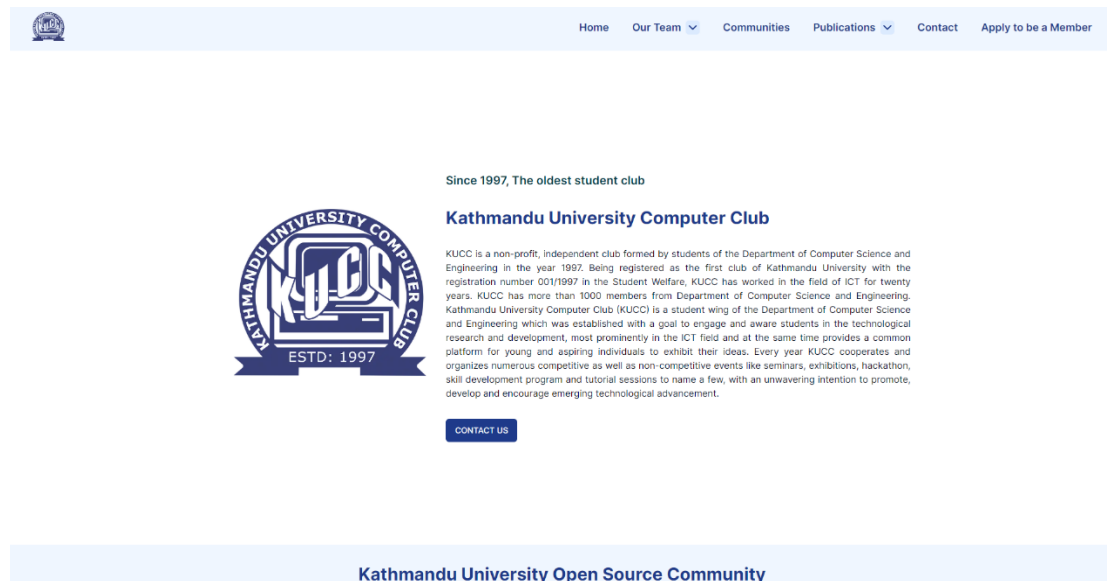 Home Our Team Communities Publications Contact Apply to be a Member
Since 1997, The oldest student club
Kathmandu University Computer Club
KATHMANDU UNIVERSITY COMPUTER CLUB
KUCC
ESTD: 1997
KUCC is a non-profit, independent club formed by students of the Department of Computer Science and
Engineering in the year 1997. Being registered as the first club of Kathmandu University with the
registration number 001/1997 in the Student Welfare, KUCC has worked in the field of ICT for twenty
years. KUCC has more than 1000 members from Department of Computer Science and Engineering.
Kathmandu University Computer Club (KUCC) is a student wing of the Department of Computer Science
and Engineering which was established with a goal to engage and aware students in the technological
research and development, most prominently in the ICT field and at the same time provides a common
platform for young and aspiring individuals to exhibit their ideas. Every year KUCC cooperates and
organizes numerous competitive as well as non-competitive events like seminars, exhibitions, hackathon,
skill development program and tutorial sessions to name a few, with an unwavering intention to promote,
develop and encourage emerging technological advancement.
CONTACT US
Kathmandu University Open Source Community